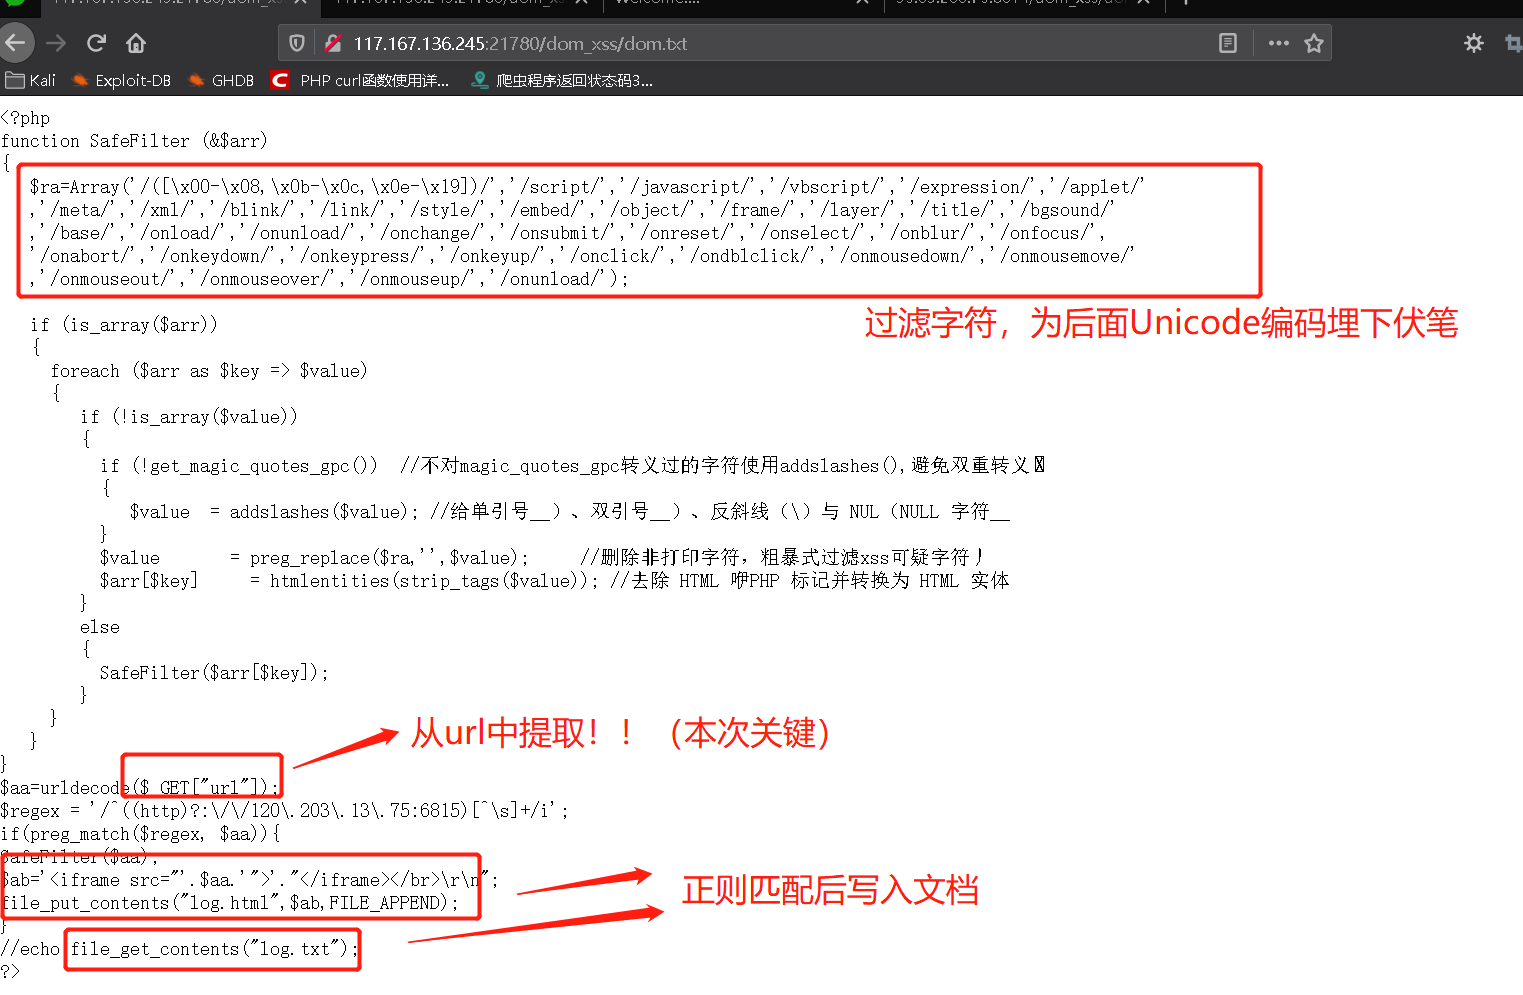 117.167.136.245:21780/dom_xss/dom.txt
Kali
Exploit-DB
GHDB
PHP curl函数使用详...
爬虫程序返回状态码3...
<?php
function SafeFilter (&$arr)
{
$ra=Array('/([\x00-\x08,\x0b-\x0c,\x0e-\x19])/','/script/','/javascript/','/vbscript/','/expression/','/applet/'
,'/meta/','/xml/','/blink/','/link/','/style/','/embed/','/object/','/frame/','/layer/','/title/','/bgsound/'
,'/base/','/onload/','/onunload/','/onchange/','/onsubmit/','/onreset/','/onselect/','/onblur/','/onfocus/',
'/onabort/','/onkeydown/','/onkeypress/','/onkeyup/','/onclick/','/ondblclick/','/onmousedown/','/onmousemove/'
,'/onmouseout/','/onmouseover/','/onmouseup/','/onunload/');
过滤字符，为后面Unicode编码埋下伏笔
if (is_array($arr))
{
foreach ($arr as $key => $value)
{
if (!is_array($value))
{
if (!get_magic_quotes_gpc()) //不对magic_quotes_gpc转义过的字符使用addslashes(),避免双重转义
{
$value = addslashes($value); //给单引号__）、双引号__）、反斜线（\）与 NUL（NULL 字符__
}
$value = preg_replace($ra,'',$value); //删除非打印字符，粗暴式过滤xss可疑字符丿
$arr[$key] = htmlentities(strip_tags($value)); //去除 HTML 咿PHP 标记并转换为 HTML 实体
}
else
{
SafeFilter($arr[$key]);
}
}
}
}
从url中提取！！（本次关键）
$aa=urldecode($_GET["url"]);
$regex = '/^((http)?:\/\/120\.203\.13\.75:6815)[^\s]+/i';
if(preg_match($regex, $aa)){
SafeFilter($aa);
$ab='<iframe src="'.$aa.'">'."</iframe></br>\r\n";
正则匹配后写入文档
file_put_contents("log.html",$ab,FILE_APPEND);
}
//echo file_get_contents("log.txt");
?>